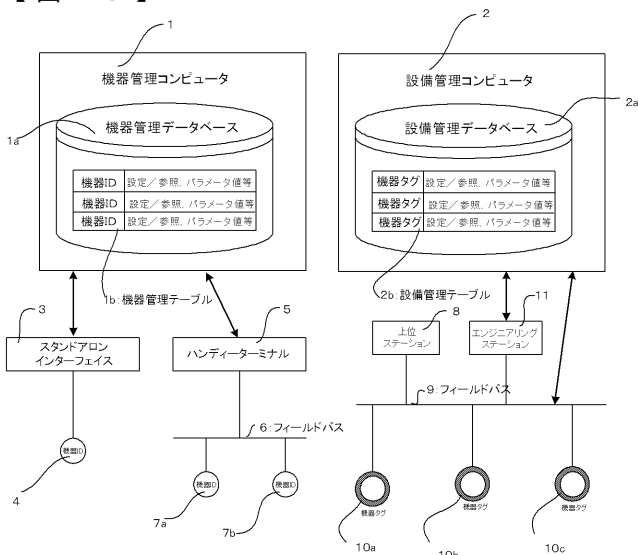 1
2
機器管理コンピュータ
設備管理コンピュータ
1a
機器管理データベース
設備管理データベース
2a
機器ID 設定／参照、パラメータ値等
機器ID 設定／参照、パラメータ値等
機器ID 設定／参照、パラメータ値等
機器タグ 設定／参照、パラメータ値等
機器タグ 設定／参照、パラメータ値等
機器タグ 設定／参照、パラメータ値等
1b:機器管理テーブル
2b:設備管理テーブル
3
5
8
11
スタンドアロン
インターフェイス
ハンディーターミナル
上位
ステーション
エンジニアリング
ステーション
9:フィールドバス
6:フィールドバス
機器ID
4
機器ID
機器ID
7a
7b
機器タグ
機器タグ
機器タグ
10a
10b
10c